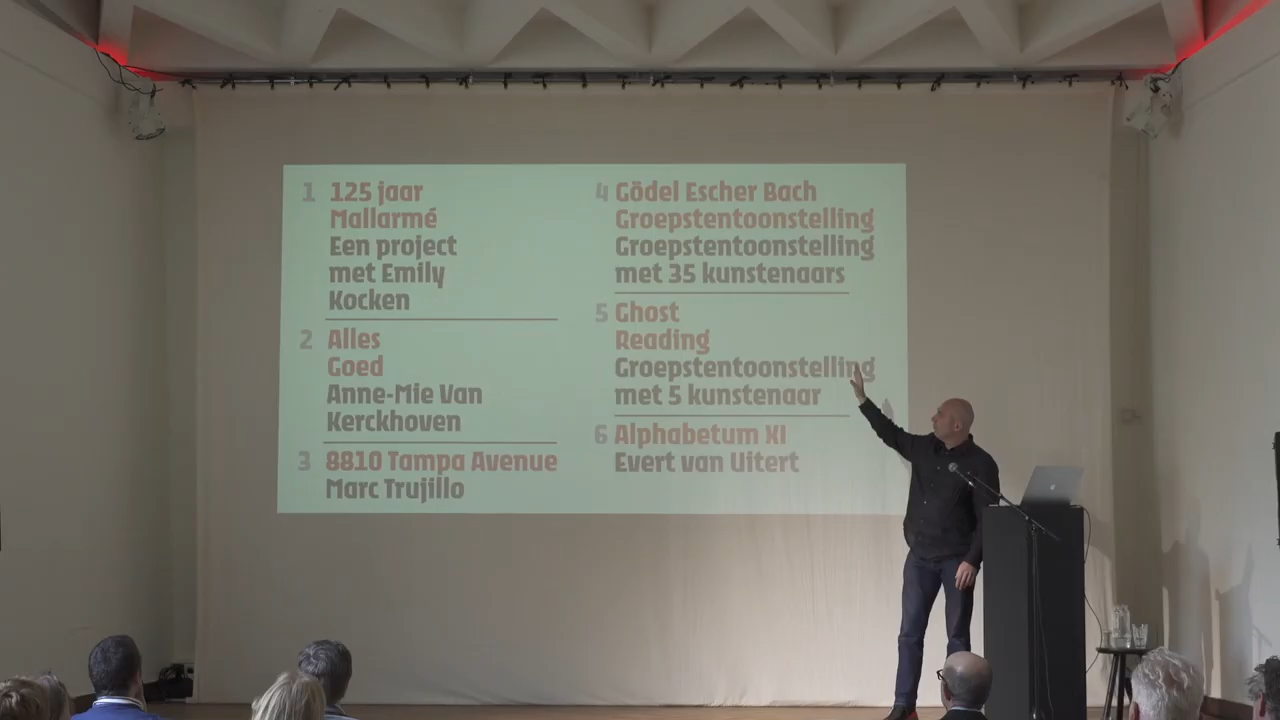 1 125 jaar
Mallarmé
Een project
met Emily
Kocken
2 Alles
Goed
Anne-Mie Van
Kerckhoven
3 8810 Tampa Avenue
Marc Trujillo
4 Gödel Escher Bach
Groepstentoonstelling
Groepstentoonstelling
met 35 kunstenaars
5 Ghost
Reading
Groepstentoonstelling
met 5 kunstenaar
6 Alphabetum XI
Evert van Uitert